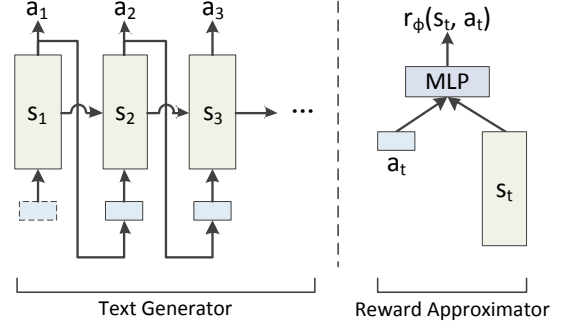 a₁ a₂ a₃
s₁ s₂ s₃ ...
Text Generator
rϕ(sₜ, aₜ)
MLP
aₜ
sₜ
Reward Approximator